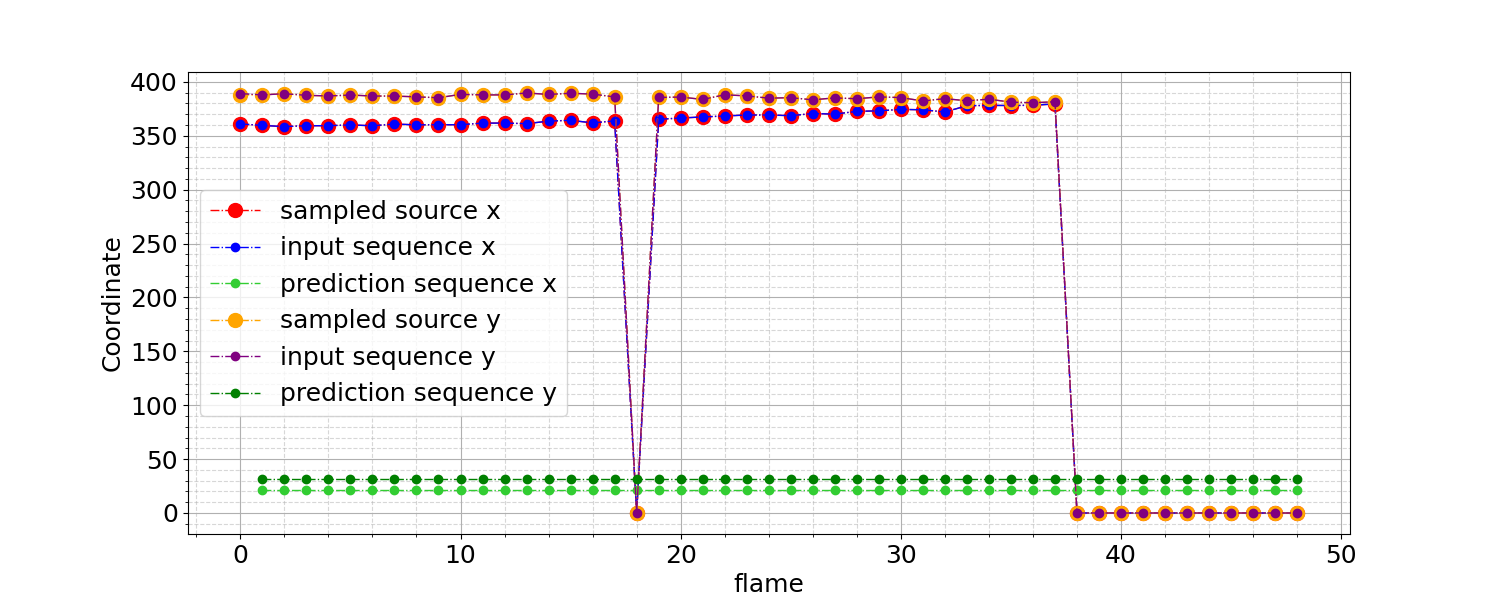 400
350
300
250
200
150
100
50
0
Coordinate
sampled source x
input sequence x
prediction sequence x
sampled source y
input sequence y
prediction sequence y
0 10 20 30 40 50
flame